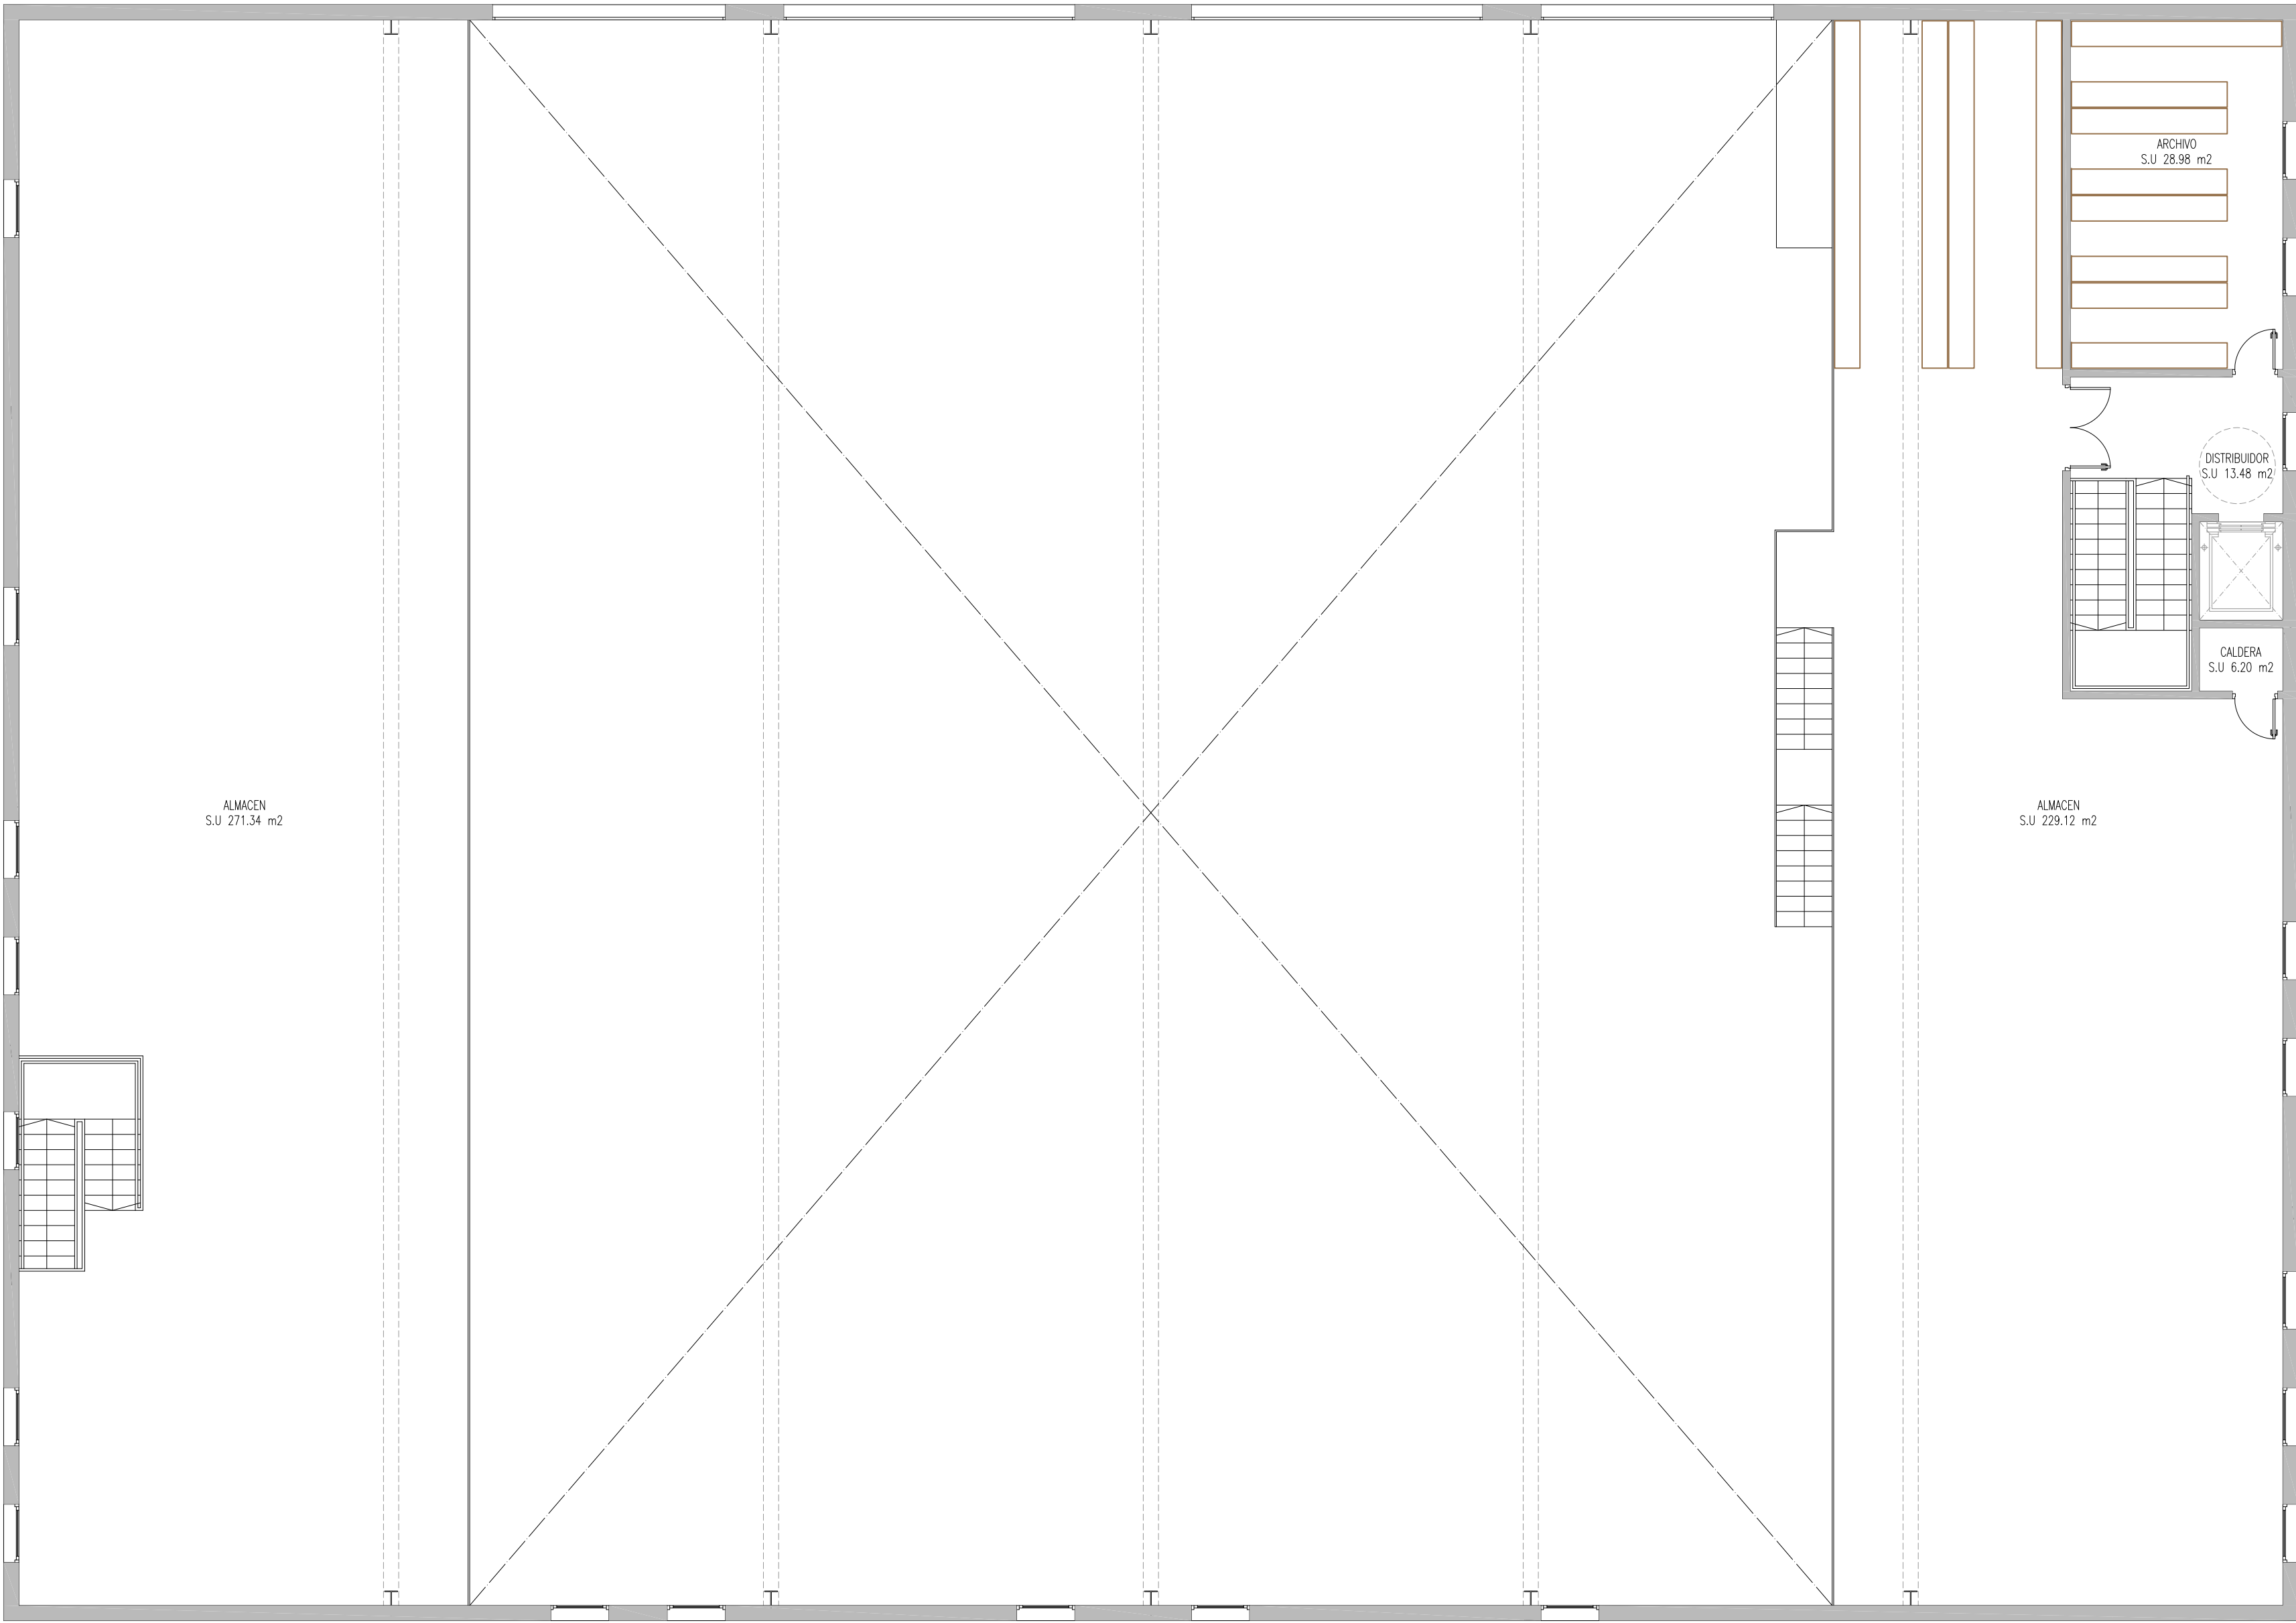 ARCHIVO
S.U 28.98 m2
DISTRIBUIDOR
S.U 13.48 m2
CALDERA
S.U 6.20 m2
ALMACEN
S.U 271.34 m2
ALMACEN
S.U 229.12 m2